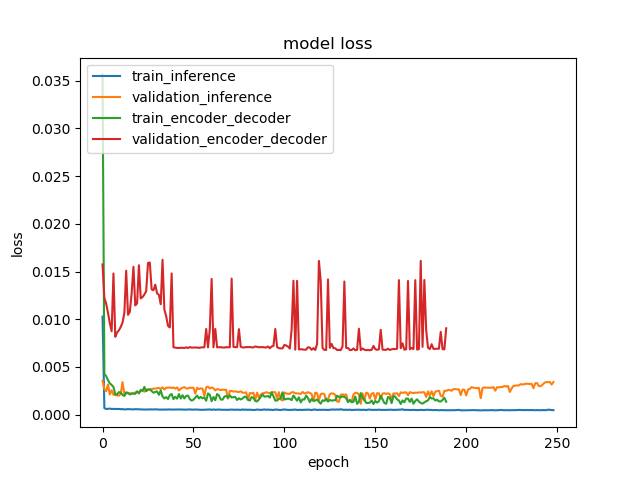 model loss
train_inference
validation_inference
train_encoder_decoder
validation_encoder_decoder
loss
0.035
0.030
0.025
0.020
0.015
0.010
0.005
0.000
0
50
100
150
200
250
epoch